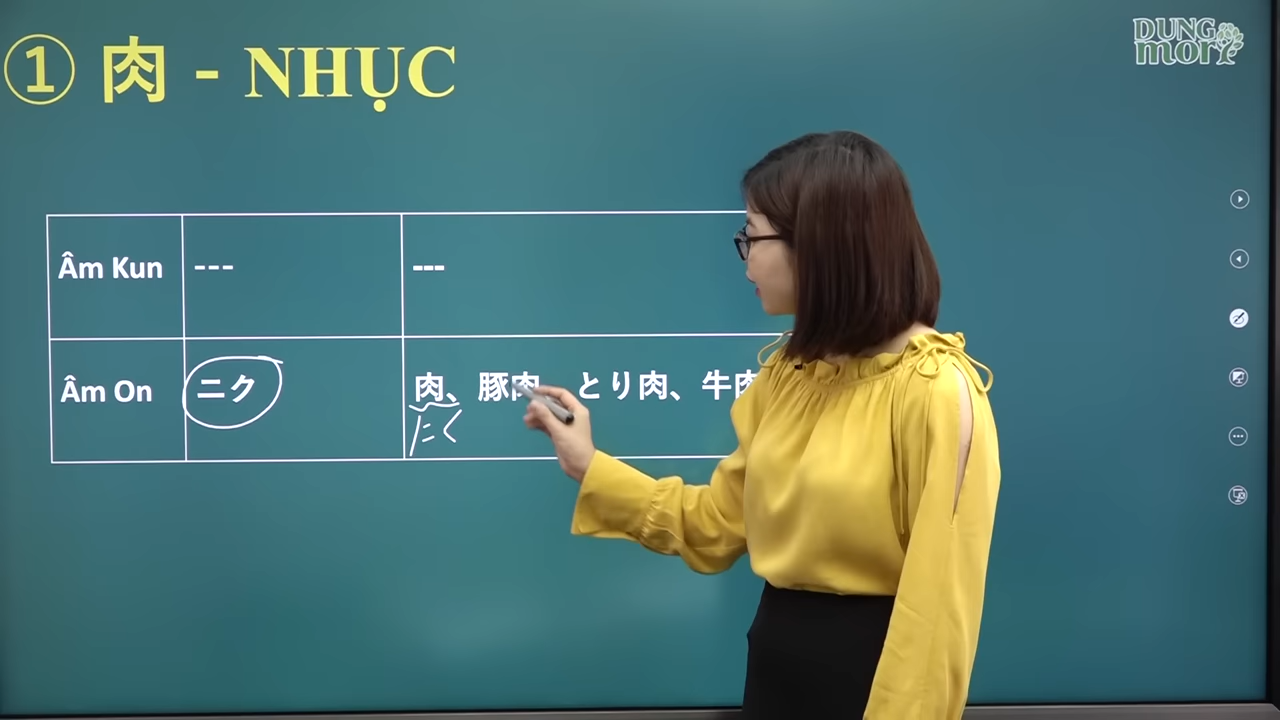 ① 肉 - NHỤC
DUNG
mori
Âm Kun --- ---
Âm On ニク 肉、豚肉、とり肉、牛肉
にく